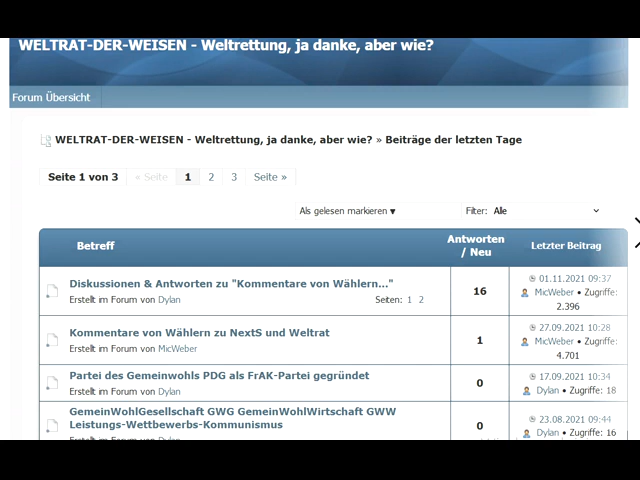 WELTRAT-DER-WEISEN - Weltrettung, ja danke, aber wie?
Forum Übersicht
WELTRAT-DER-WEISEN - Weltrettung, ja danke, aber wie? » Beiträge der letzten Tage
Seite 1 von 3 « Seite 1 2 3 Seite »
Als gelesen markieren ▼ Filter: Alle
Betreff Antworten / Neu Letzter Beitrag
Diskussionen & Antworten zu "Kommentare von Wählern..."
Erstellt im Forum von Dylan Seiten: 1 2
16
01.11.2021 09:37
MicWeber • Zugriffe:
2.396
Kommentare von Wählern zu NextS und Weltrat
Erstellt im Forum von MicWeber
1
27.09.2021 10:28
MicWeber • Zugriffe:
4.701
Partei des Gemeinwohls PDG als FrAK-Partei gegründet
Erstellt im Forum von Dylan
0
17.09.2021 10:34
Dylan • Zugriffe: 18
GemeinWohlGesellschaft GWG GemeinWohlWirtschaft GWW
Leistungs-Wettbewerbs-Kommunismus
Erstellt im Forum von Dylan
0
23.08.2021 09:44
Dylan • Zugriffe: 16